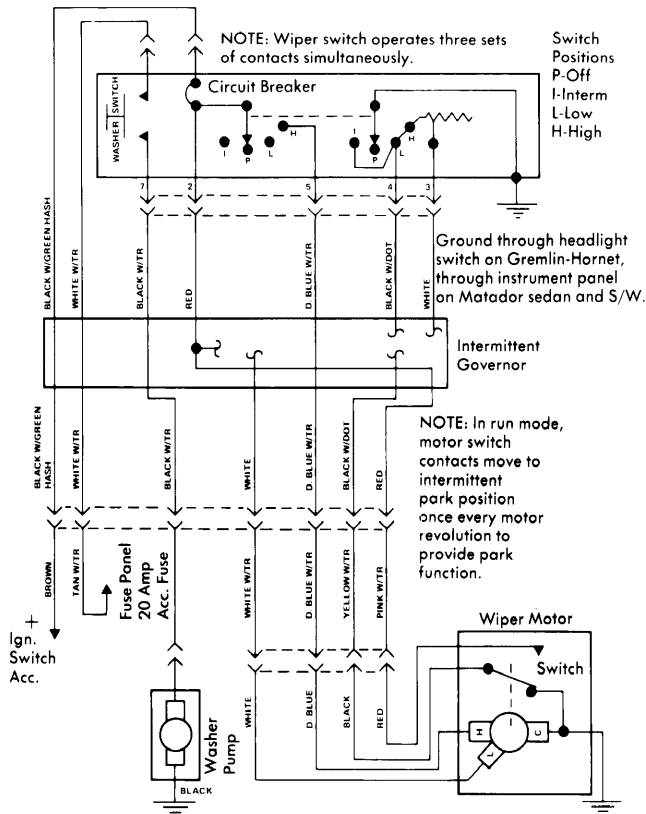 NOTE: Wiper switch operates three sets
of contacts simultaneously.
Switch
Positions
P-Off
I-Interm
L-Low
H-High
Circuit Breaker
WASHER SWITCH
I
P
L
H
I
P
L
H
7
2
5
4
3
BLACK W/GREEN HASH
WHITE W/TR
BLACK W/TR
RED
D. BLUE W/TR
BLACK W/DOT
WHITE
Ground through headlight
switch on Gremlin-Hornet,
through instrument panel
on Matador sedan and S/W.
Intermittent
Governor
BLACK W/GREEN
HASH
WHITE W/TR
BLACK W/TR
WHITE
D. BLUE W/TR
BLACK W/DOT
RED
NOTE: In run mode,
motor switch
contacts move to
intermittent
park position
once every motor
revolution to
provide park
function.
BROWN
TAN W/TR
Fuse Panel
20 Amp
Acc. Fuse
WHITE W/TR
D. BLUE W/TR
YELLOW W/TR
PINK W/TR
+
Ign.
Switch
Acc.
Wiper Motor
Switch
WHITE
D. BLUE
BLACK
RED
H
C
L
Washer
Pump
BLACK